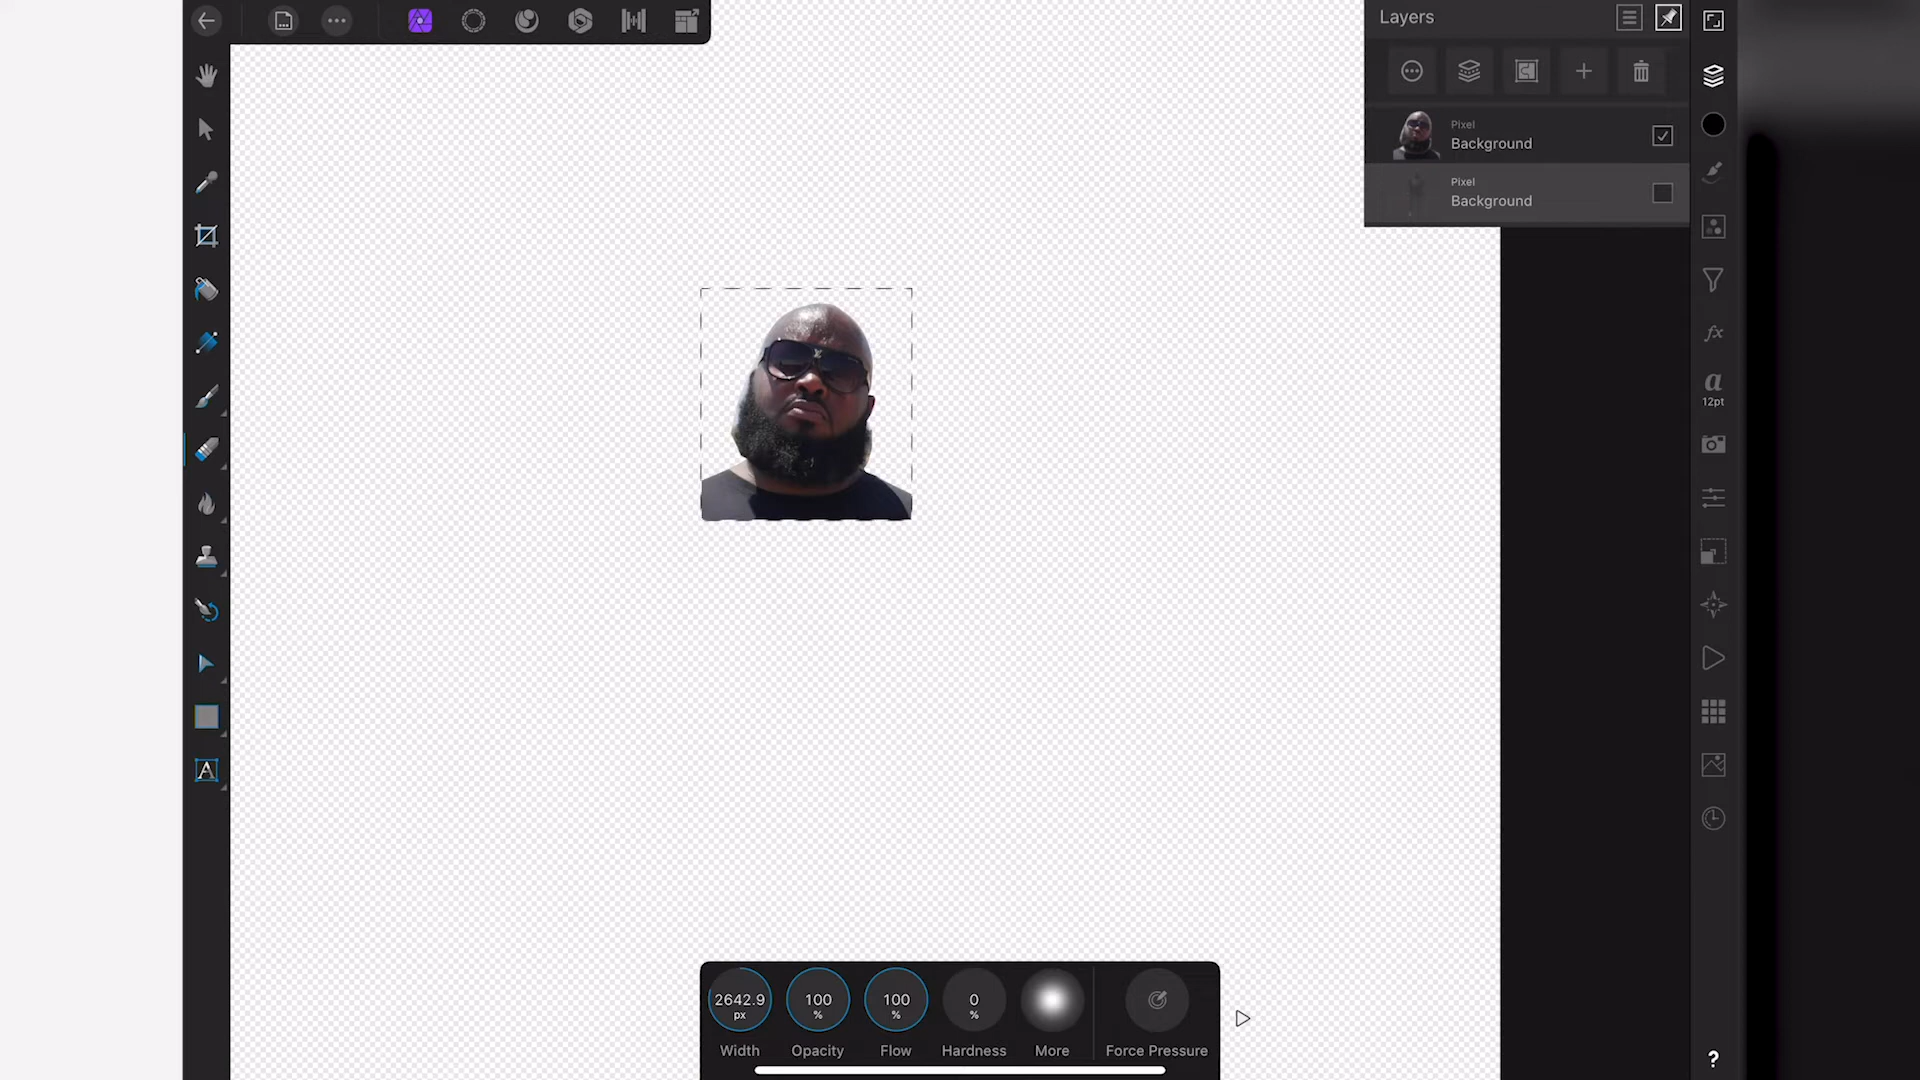 Layers
Pixel
Background
Pixel
Background
a
12pt
A
2642.9
px
100
%
100
%
0
%
Width
Opacity
Flow
Hardness
More
Force Pressure
?